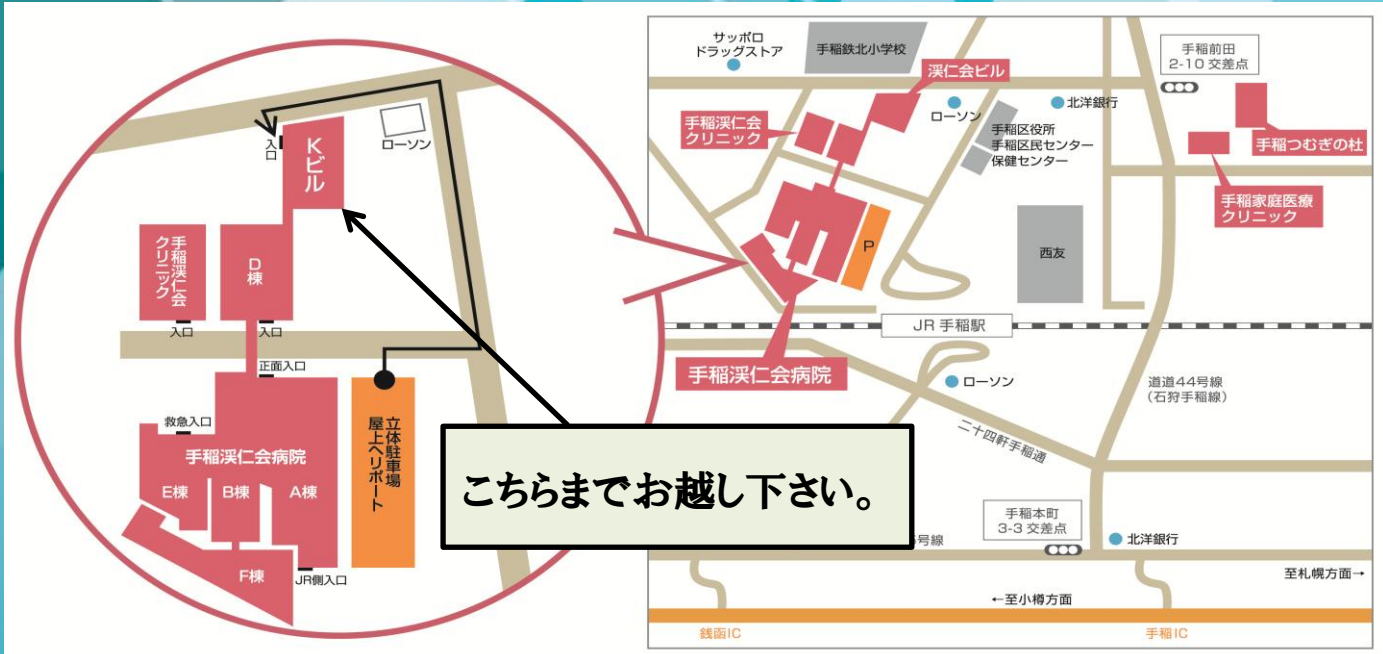 入口
Kビル
ローソン
手稲渓仁会
クリニック
D棟
入口
入口
正面入口
救急入口
手稲渓仁会病院
E棟
B棟
A棟
F棟
JR側入口
立体駐車場
屋上ヘリポート
こちらまでお越し下さい。
サッポロ
ドラッグストア
手稲鉄北小学校
渓仁会ビル
手稲渓仁会
クリニック
ローソン
北洋銀行
手稲区役所
手稲区民センター
保健センター
手稲前田
2-10 交差点
手稲つむぎの杜
手稲家庭医療
クリニック
P
西友
JR 手稲駅
手稲渓仁会病院
ローソン
道道44号線
(石狩手稲線)
二十四軒手稲通
手稲本町
3-3 交差点
号線
北洋銀行
至札幌方面→
←至小樽方面
銭函IC
手稲IC